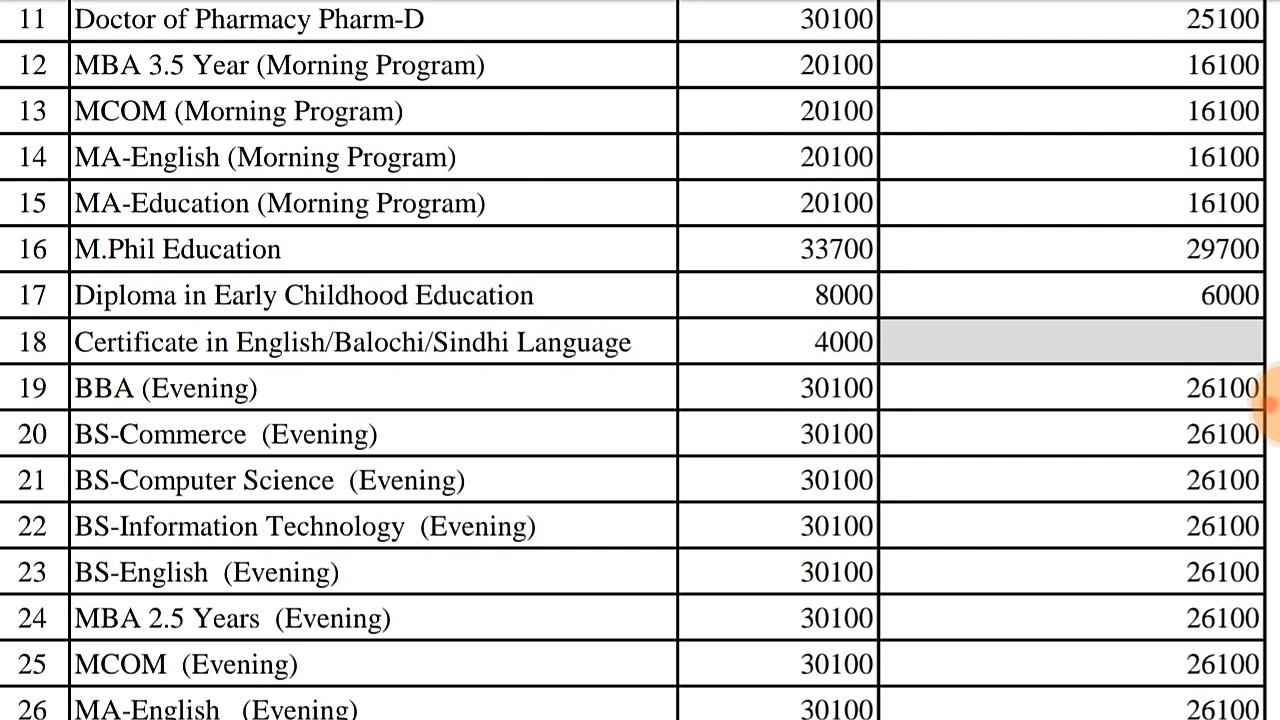 11 Doctor of Pharmacy Pharm-D 30100 25100
12 MBA 3.5 Year (Morning Program) 20100 16100
13 MCOM (Morning Program) 20100 16100
14 MA-English (Morning Program) 20100 16100
15 MA-Education (Morning Program) 20100 16100
16 M.Phil Education 33700 29700
17 Diploma in Early Childhood Education 8000 6000
18 Certificate in English/Balochi/Sindhi Language 4000
19 BBA (Evening) 30100 26100
20 BS-Commerce (Evening) 30100 26100
21 BS-Computer Science (Evening) 30100 26100
22 BS-Information Technology (Evening) 30100 26100
23 BS-English (Evening) 30100 26100
24 MBA 2.5 Years (Evening) 30100 26100
25 MCOM (Evening) 30100 26100
26 MA-English (Evening) 30100 26100